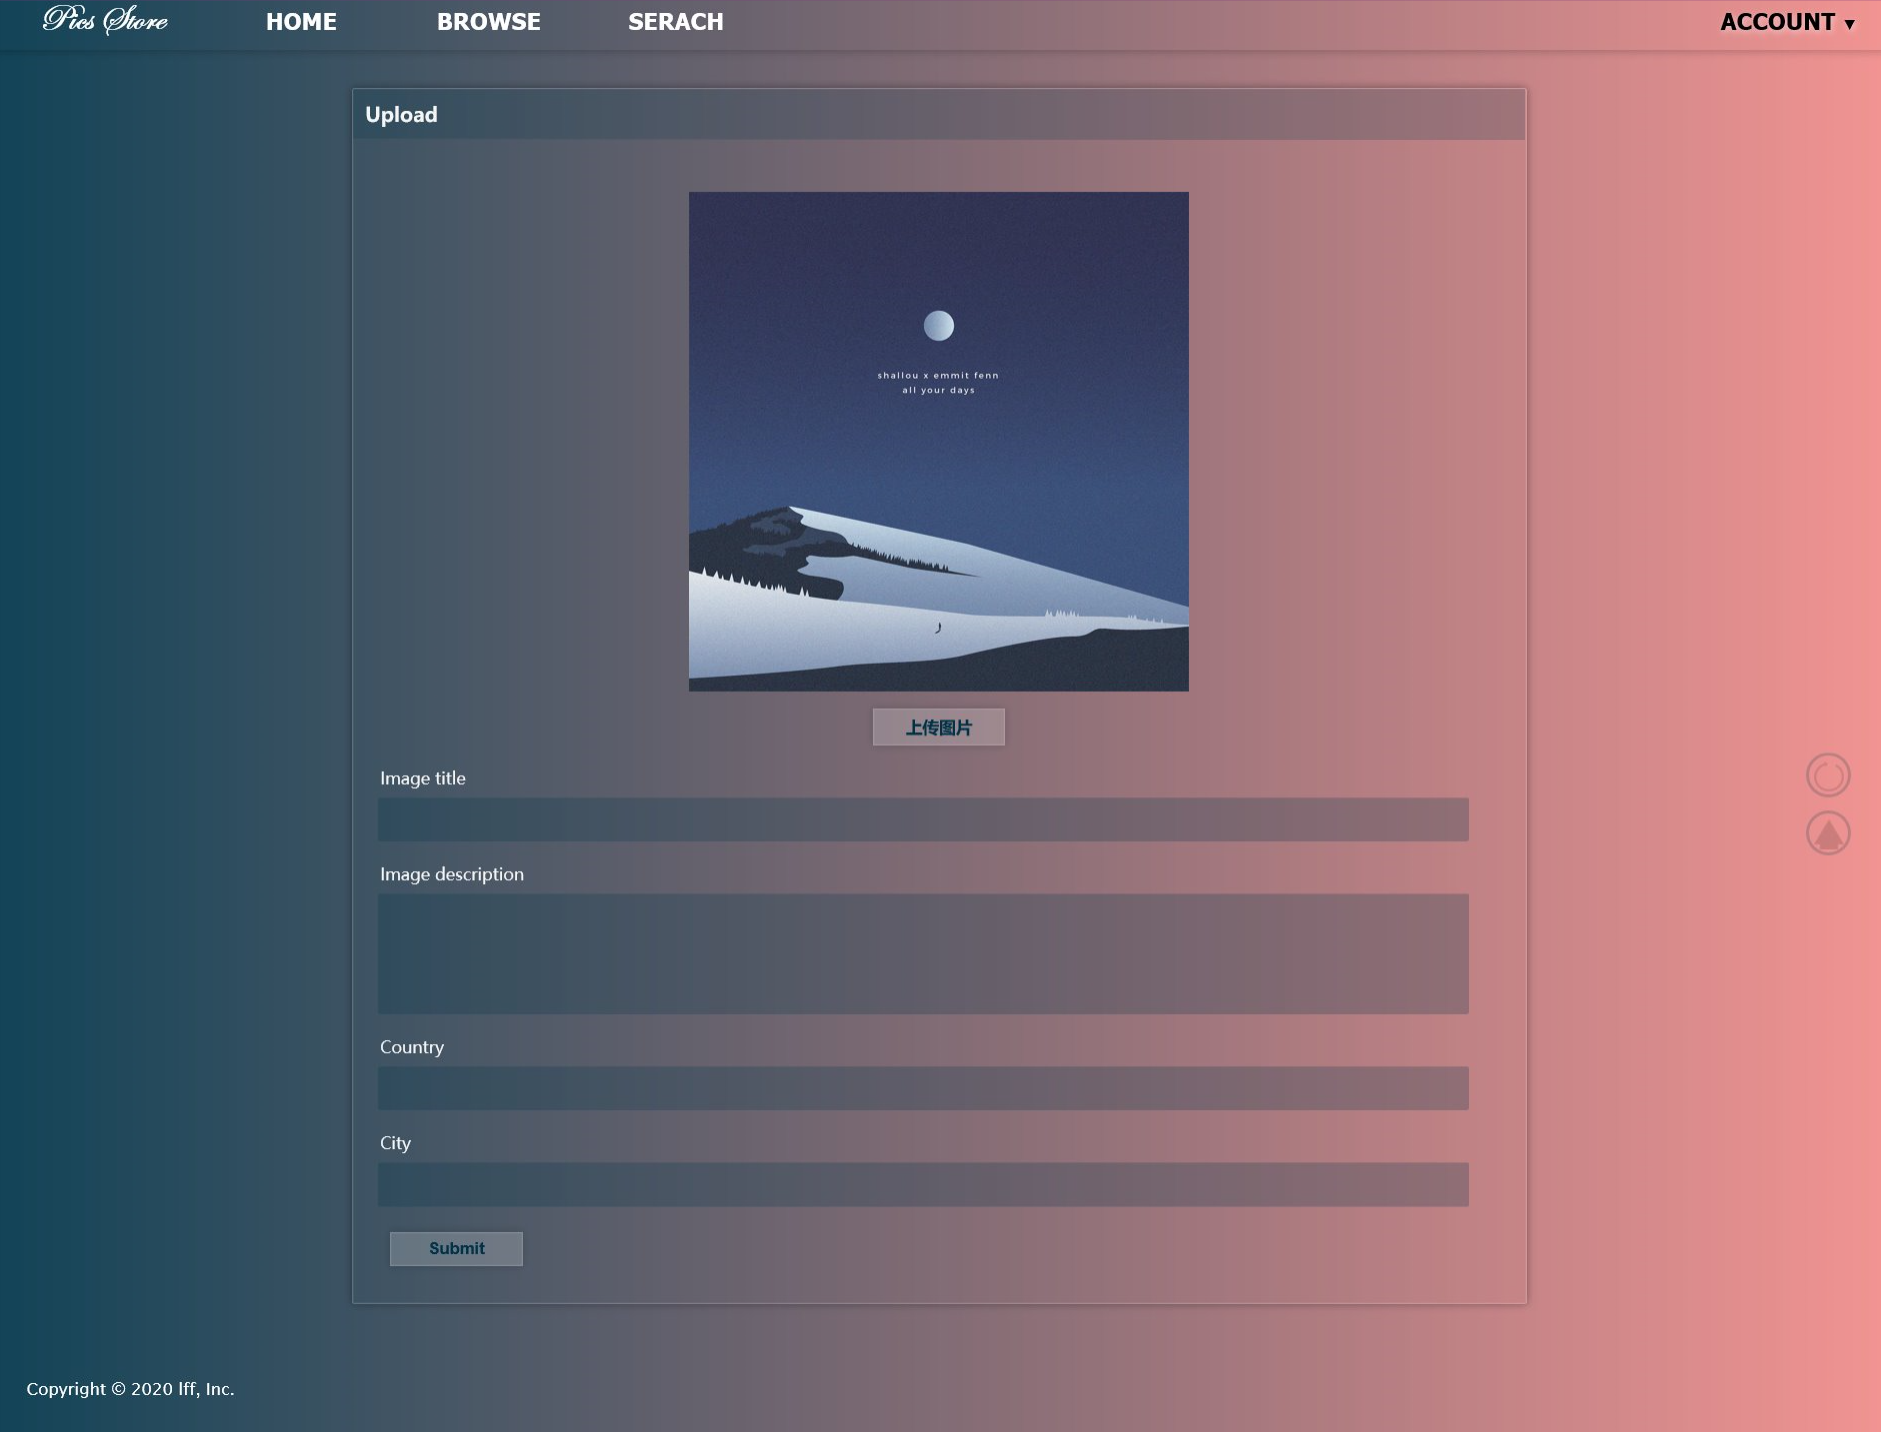 Pics Store HOME BROWSE SERACH ACCOUNT ▼
Upload
shallou x emmit fenn
all your days
上传图片
Image title
Image description
Country
City
Submit
Copyright © 2020 lff, Inc.